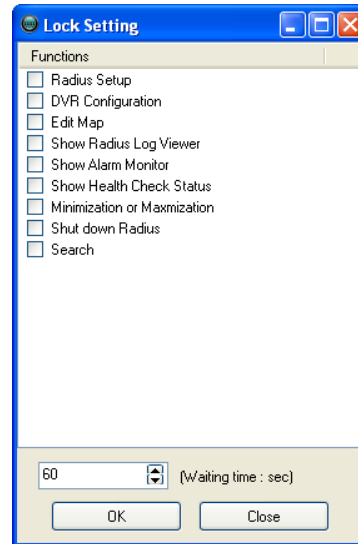 Lock Setting
Functions
Radius Setup
DVR Configuration
Edit Map
Show Radius Log Viewer
Show Alarm Monitor
Show Health Check Status
Minimization or Maxmization
Shut down Radius
Search
60 (Waiting time : sec)
OK Close